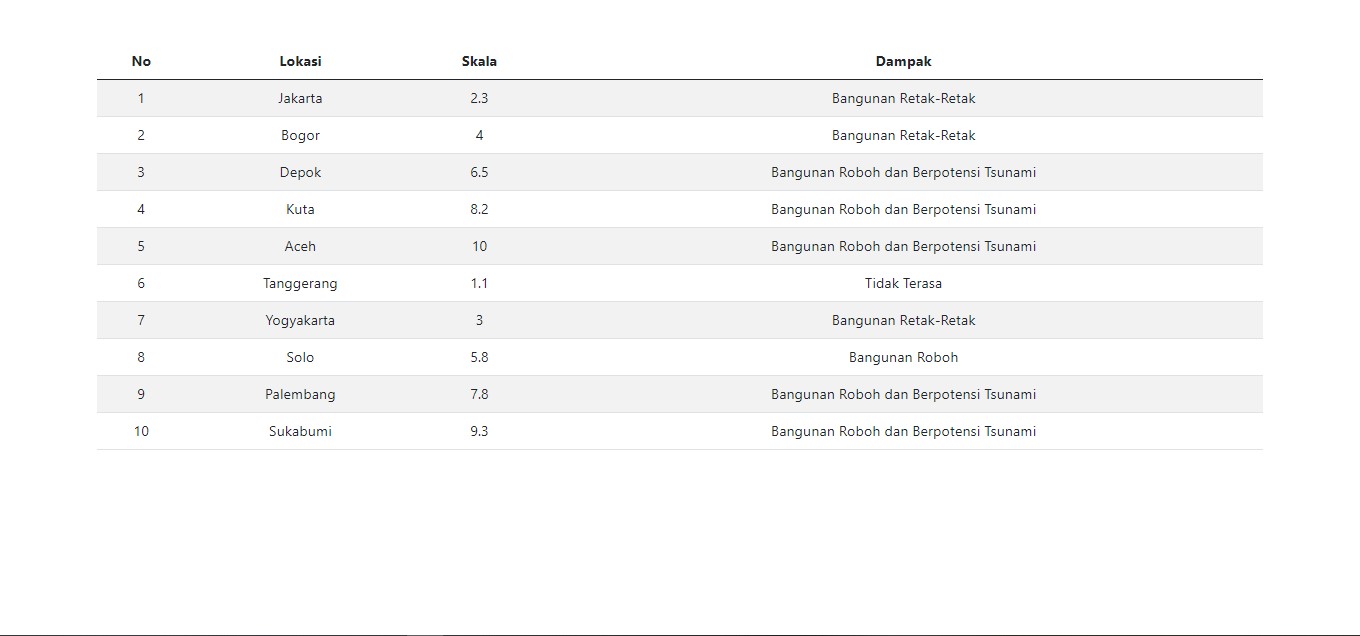 No Lokasi Skala Dampak
1 Jakarta 2.3 Bangunan Retak-Retak
2 Bogor 4 Bangunan Retak-Retak
3 Depok 6.5 Bangunan Roboh dan Berpotensi Tsunami
4 Kuta 8.2 Bangunan Roboh dan Berpotensi Tsunami
5 Aceh 10 Bangunan Roboh dan Berpotensi Tsunami
6 Tanggerang 1.1 Tidak Terasa
7 Yogyakarta 3 Bangunan Retak-Retak
8 Solo 5.8 Bangunan Roboh
9 Palembang 7.8 Bangunan Roboh dan Berpotensi Tsunami
10 Sukabumi 9.3 Bangunan Roboh dan Berpotensi Tsunami